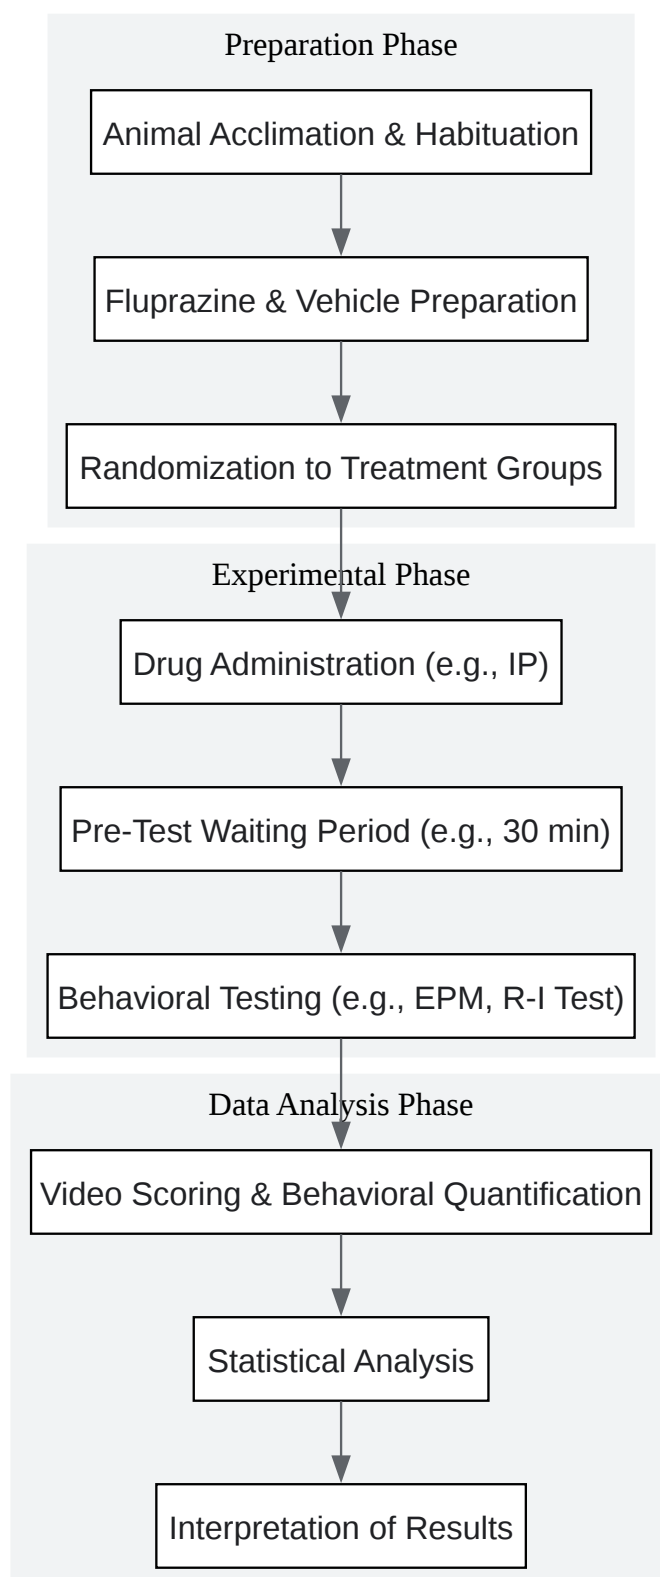 Preparation Phase
Animal Acclimation & Habituation
Fluprazine & Vehicle Preparation
Randomization to Treatment Groups
Experimental Phase
Drug Administration (e.g., IP)
Pre-Test Waiting Period (e.g., 30 min)
Behavioral Testing (e.g., EPM, R-I Test)
Data Analysis Phase
Video Scoring & Behavioral Quantification
Statistical Analysis
Interpretation of Results